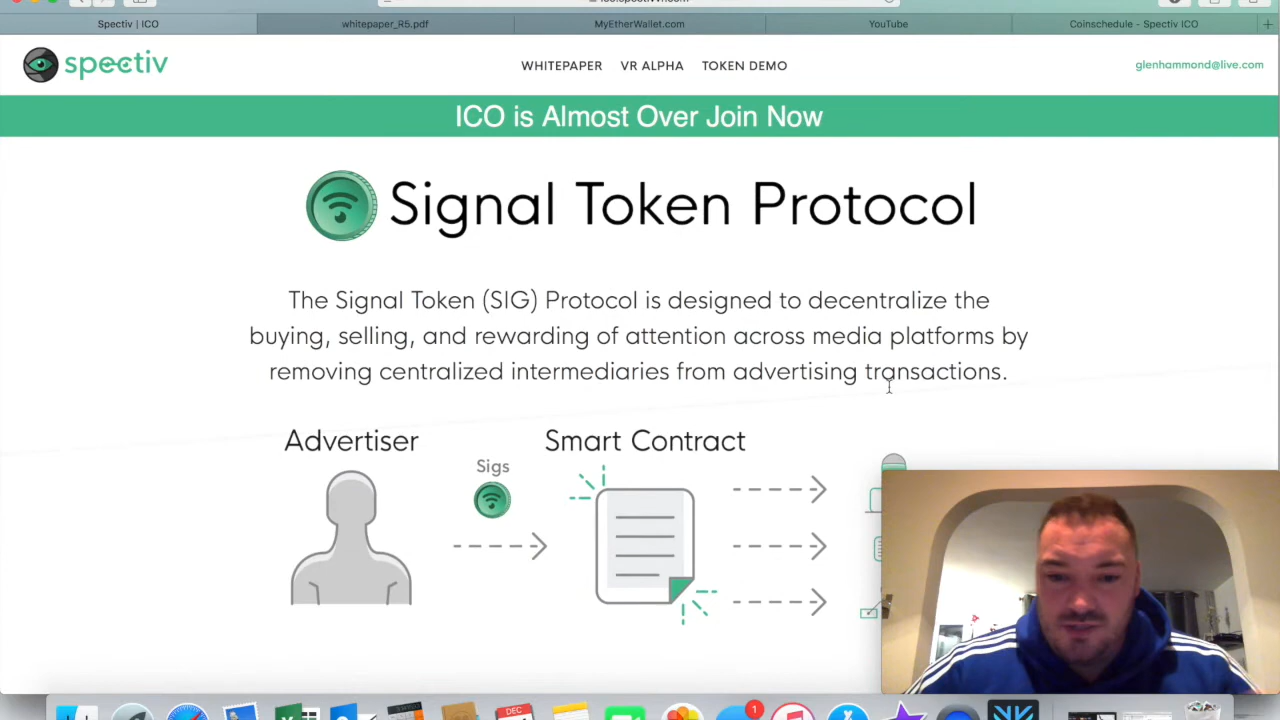 Spectiv | ICO
whitepaper_R5.pdf
MyEtherWallet.com
YouTube
Coinschedule - Spectiv ICO
spectiv
WHITEPAPER
VR ALPHA
TOKEN DEMO
glenhammond@live.com
ICO is Almost Over Join Now
Signal Token Protocol
The Signal Token (SIG) Protocol is designed to decentralize the
buying, selling, and rewarding of attention across media platforms by
removing centralized intermediaries from advertising transactions.
Advertiser
Sigs
Smart Contract
DEC
1